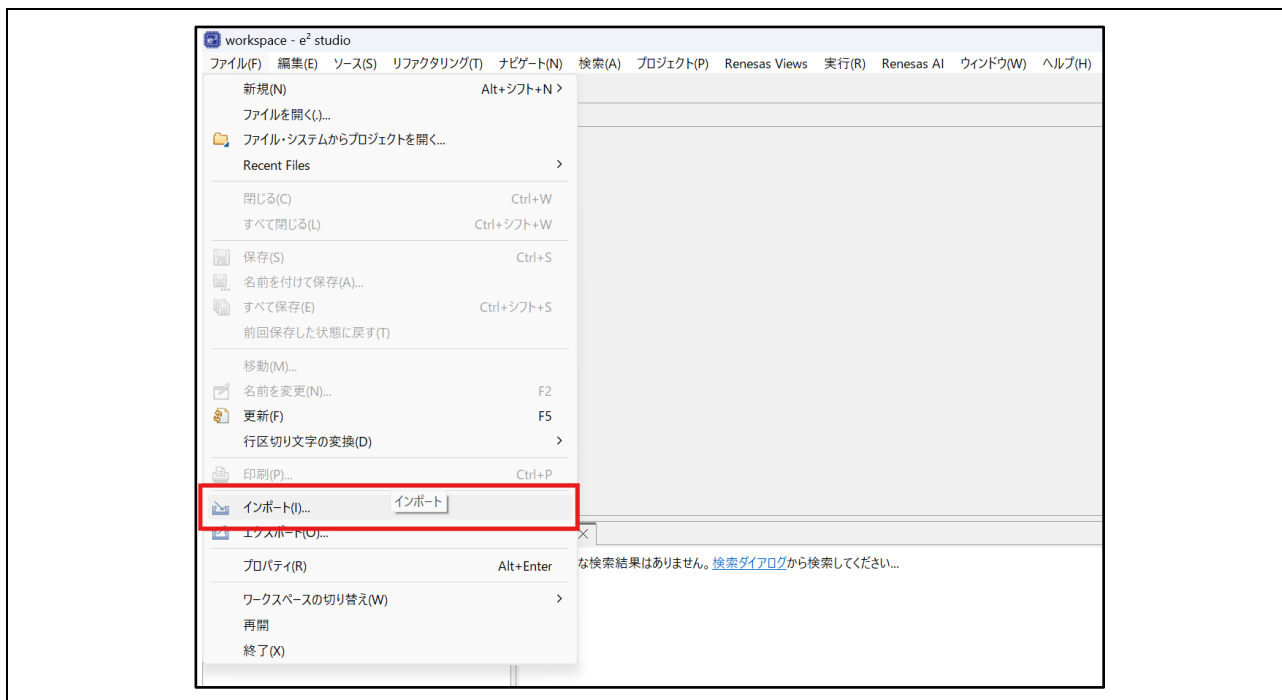 workspace - e² studio
ファイル(F) 編集(E) ソース(S) リファクタリング(T) ナビゲート(N) 検索(A) プロジェクト(P) Renesas Views 実行(R) Renesas AI ウィンドウ(W) ヘルプ(H)
新規(N) Alt+シフト+N >
ファイルを開く(.)...
ファイル・システムからプロジェクトを開く...
Recent Files >
閉じる(C) Ctrl+W
すべて閉じる(L) Ctrl+シフト+W
保存(S) Ctrl+S
名前を付けて保存(A)...
すべて保存(E) Ctrl+シフト+S
前回保存した状態に戻す(T)
移動(M)...
名前を変更(N)... F2
更新(F) F5
行区切り文字の変換(D) >
印刷(P)... Ctrl+P
インポート(I)... インポート
エクスポート(O)...
プロパティ(R) Alt+Enter
な検索結果はありません。検索ダイアログから検索してください...
ワークスペースの切り替え(W) >
再開
終了(X)